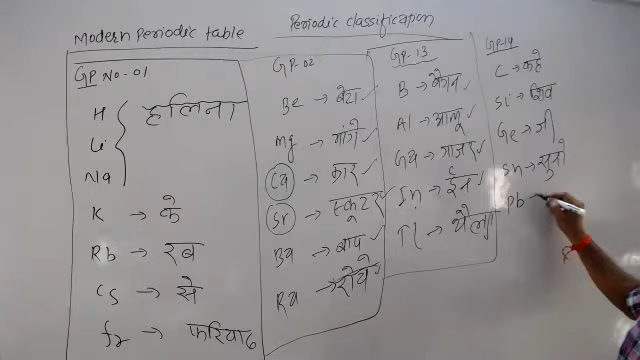 Modern Periodic table
Periodic classification
GP No-01
H
Li
Na
हलिना
K → के
Rb → रब
Cs → से
fr → फरियाद
GP-02
Be → बेटा
Mg → मांगे
Ca → कार
Sr → स्कूटर
Ba → बाप
Ra → रोये
GP-13
B →
Al → आलू
Ga → गाजर
In → ईन
Tl → थैला
GP-14
C → कहे
Si → शिव
Ge → जी
Sn → सुनो
Pb →